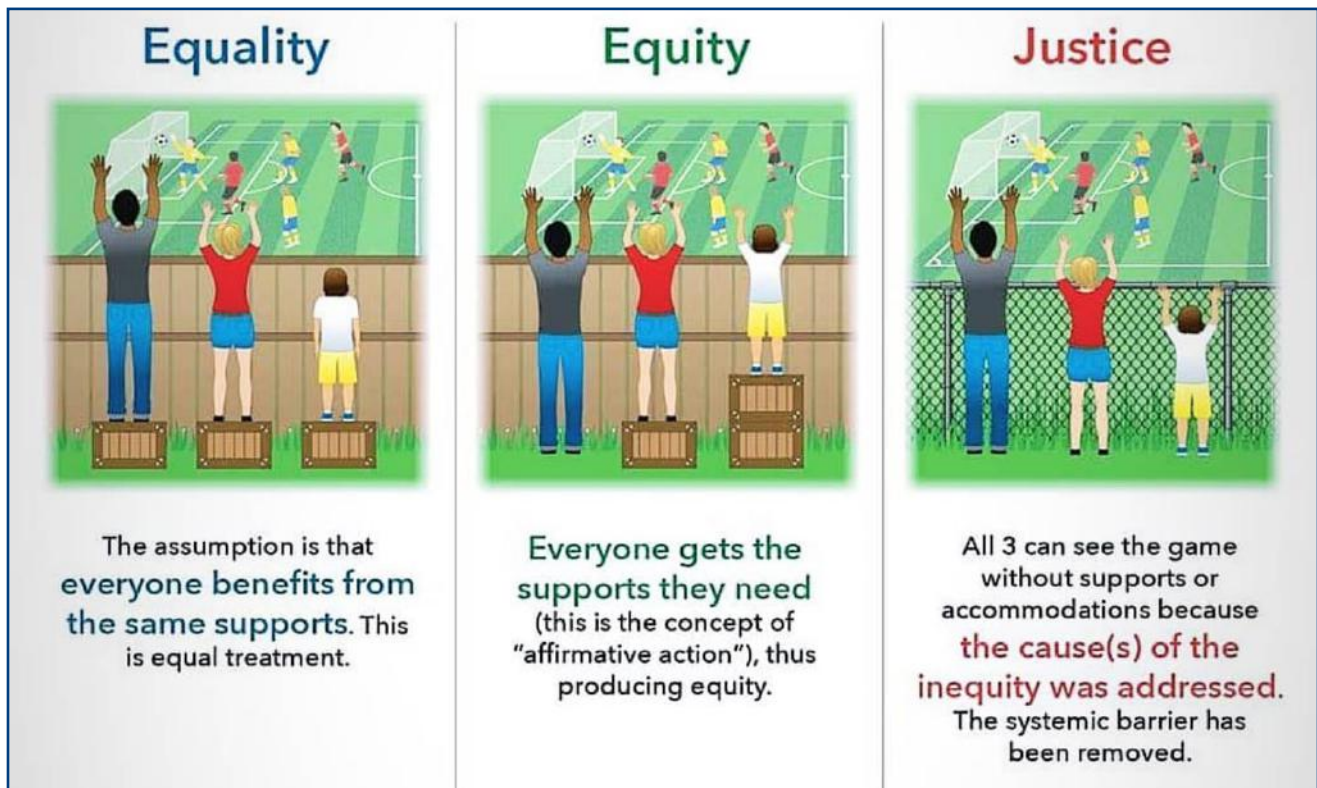 Equality
The assumption is that
everyone benefits from
the same supports. This
is equal treatment.
Equity
Everyone gets the
supports they need
(this is the concept of
"affirmative action"), thus
producing equity.
Justice
All 3 can see the game
without supports or
accommodations because
the cause(s) of the
inequity was addressed.
The systemic barrier has
been removed.